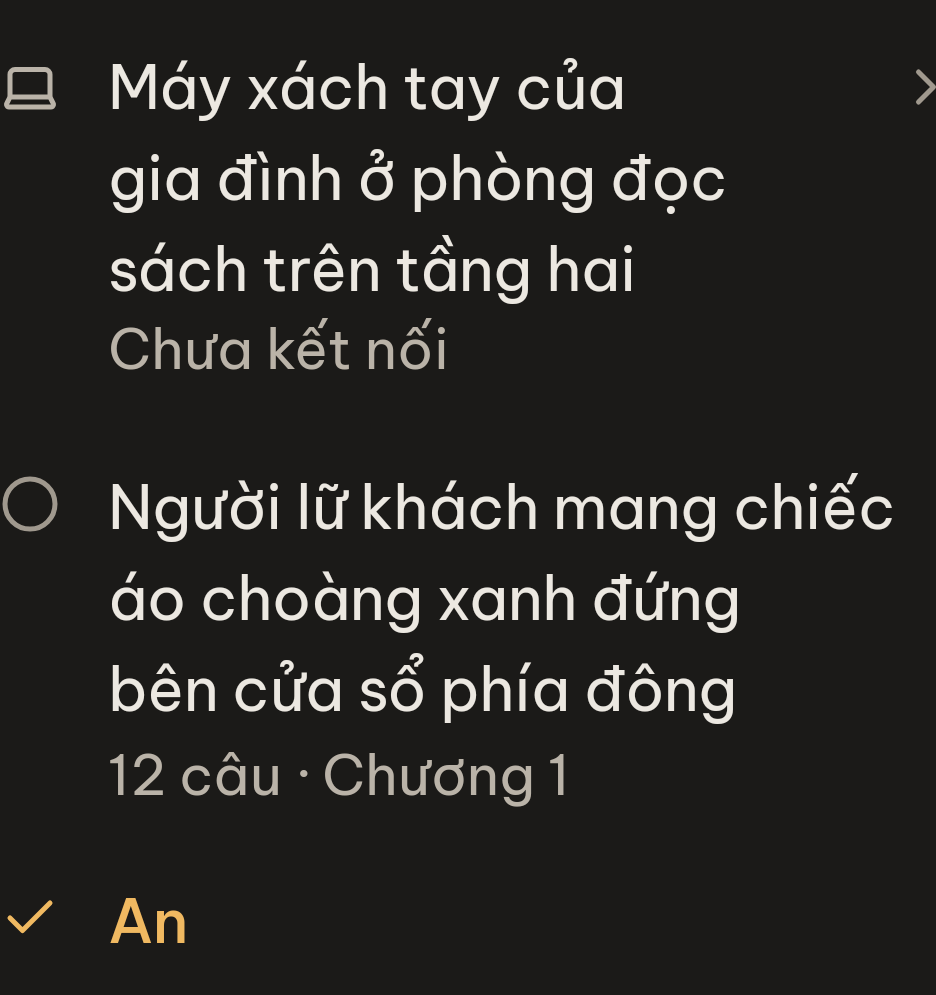 Máy xách tay của
gia đình ở phòng đọc
sách trên tầng hai
Chưa kết nối
Người lữ khách mang chiếc
áo choàng xanh đứng
bên cửa sổ phía đông
12 câu · Chương 1
An